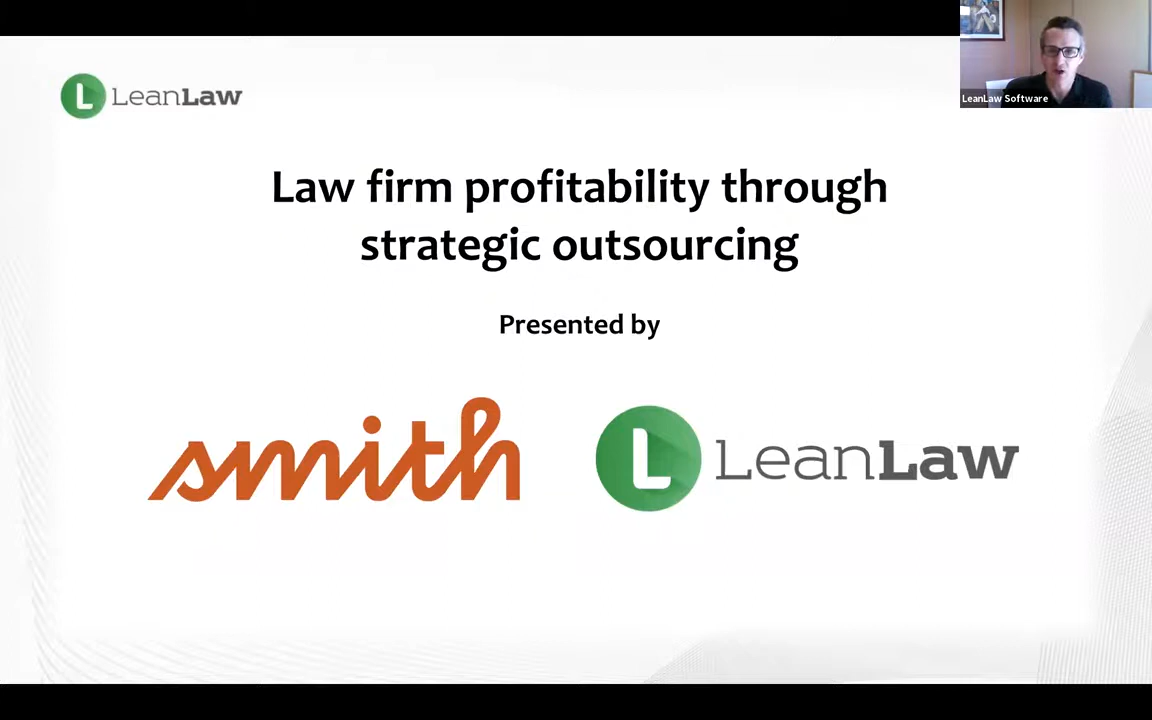 LeanLaw
LeanLaw Software
Law firm profitability through
strategic outsourcing
Presented by
smith
L LeanLaw